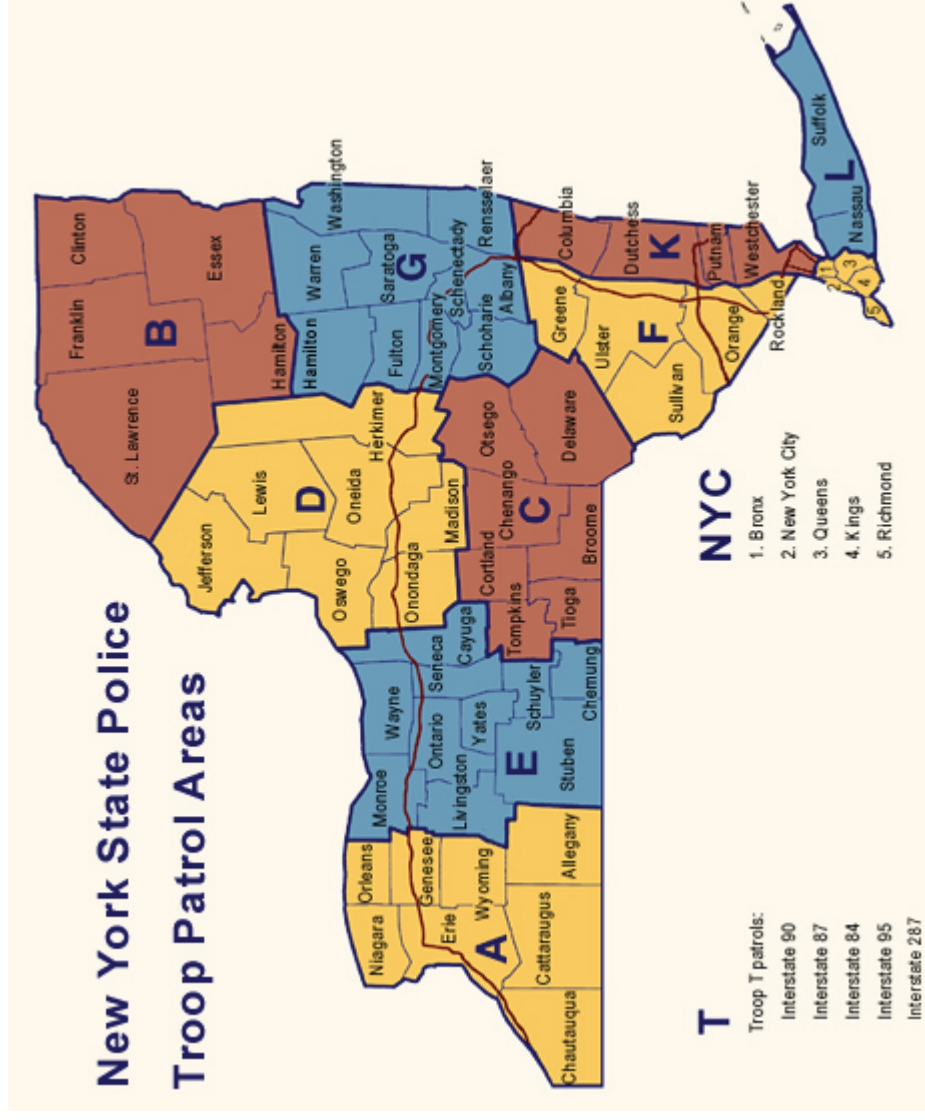 New York State Police
Troop Patrol Areas
Clinton
Franklin
St. Lawrence
B
Essex
Hamilton
Hamilton
Warren
Washington
Saratoga
G
Fulton
Montgomery
Schenectady
Rensselaer
Schoharie
Albany
Jefferson
Lewis
D
Oneida
Herkimer
Oswego
Onondaga
Madison
Otsego
Chenango
Cortland
C
Delaware
Tompkins
Tioga
Broome
Monroe
Wayne
Seneca
Cayuga
Ontario
Livingston
Yates
E
Schuyler
Stuben
Chemung
Niagara
Orleans
Genesee
Erie
Wyoming
A
Chautauqua
Cattaraugus
Allegany
Greene
Ulster
F
Sullivan
Orange
Rockland
Columbia
Dutchess
K
Putnam
Westchester
Suffolk
L
Nassau
1
2
3
4
5
T
Troop T patrols:
Interstate 90
Interstate 87
Interstate 84
Interstate 95
Interstate 287
NYC
1. Bronx
2. New York City
3. Queens
4. Kings
5. Richmond